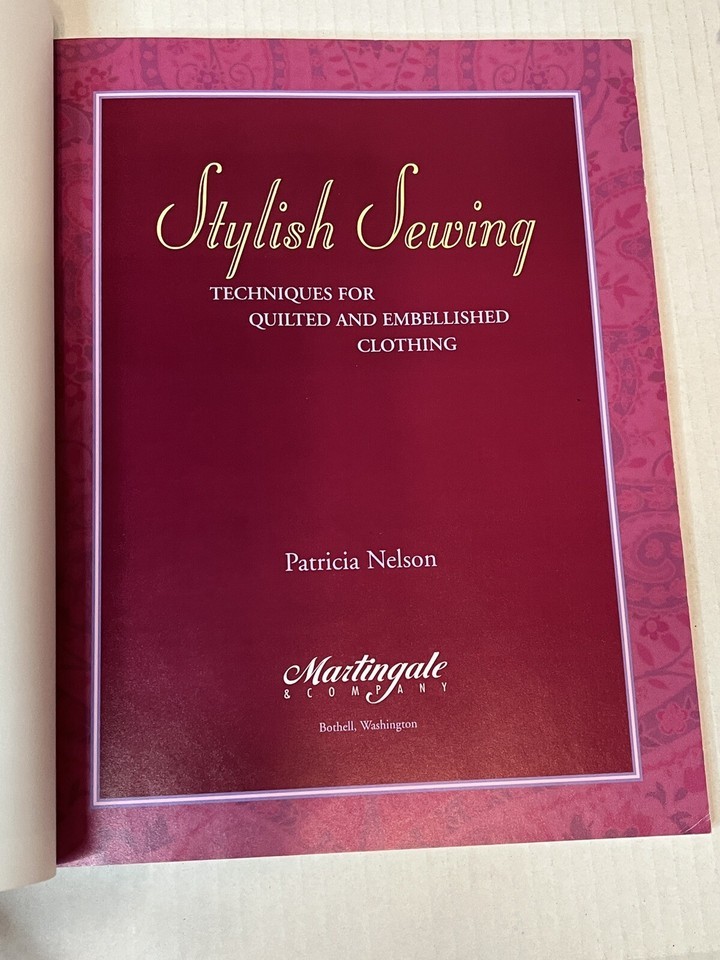 Stylish Sewing
TECHNIQUES FOR
QUILTED AND EMBELLISHED
CLOTHING
Patricia Nelson
Martingale
& COMPANY
Bothell, Washington